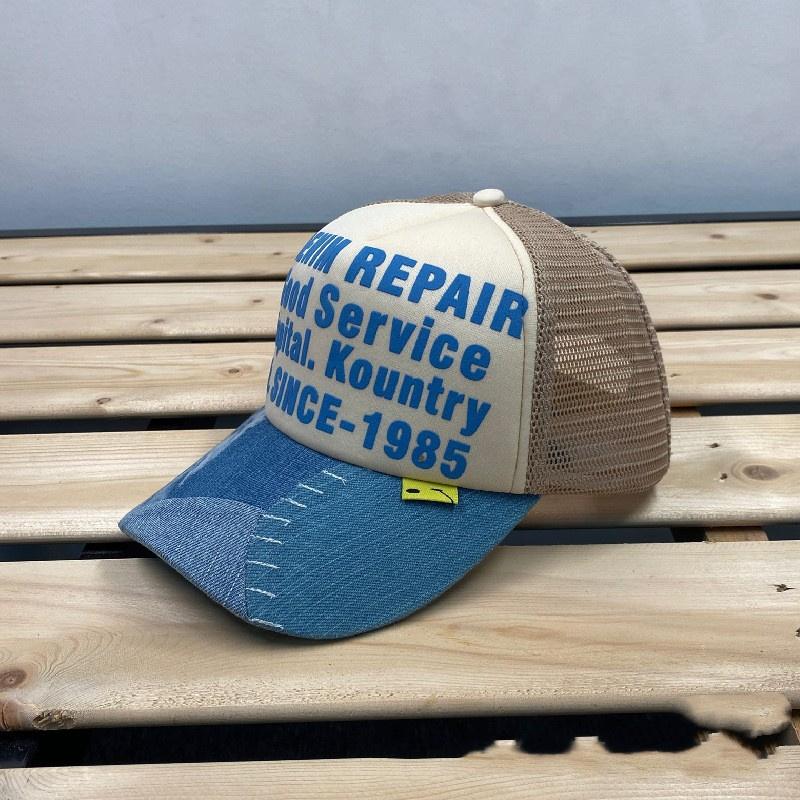 REPAIR
Service
Kountry
SINCE-1985